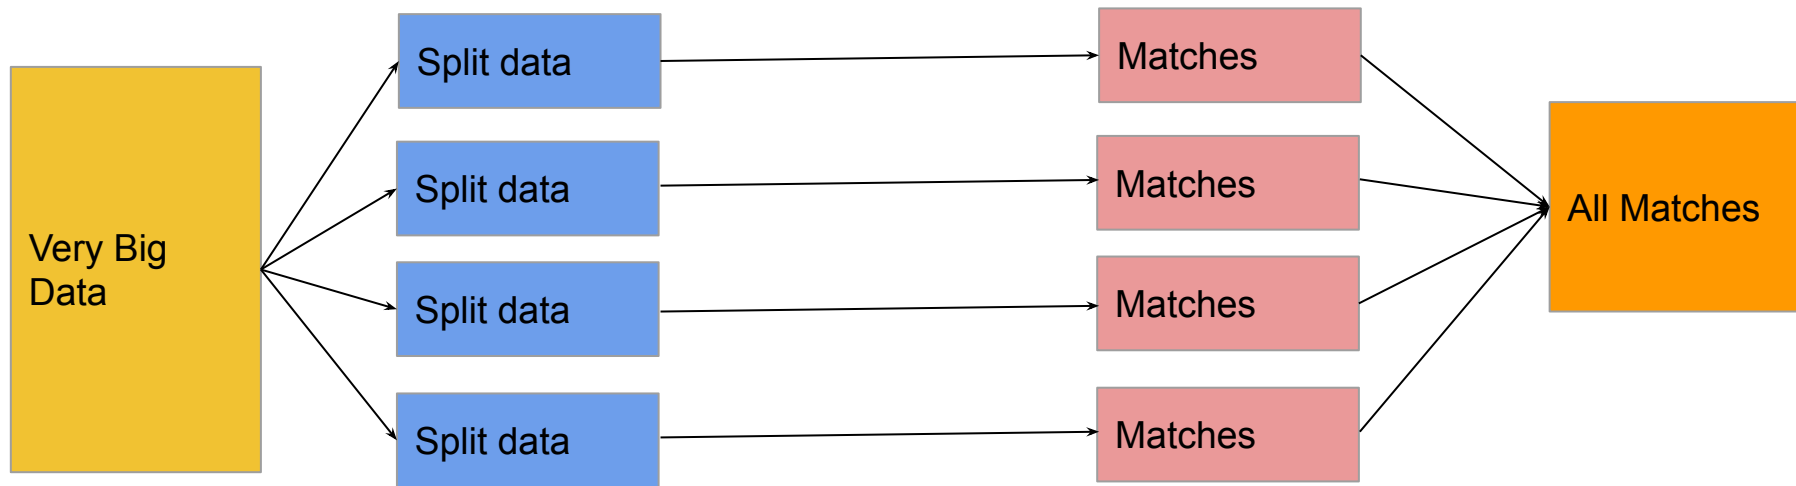 Very Big
Data
Split data
Split data
Split data
Split data
Matches
Matches
Matches
Matches
All Matches